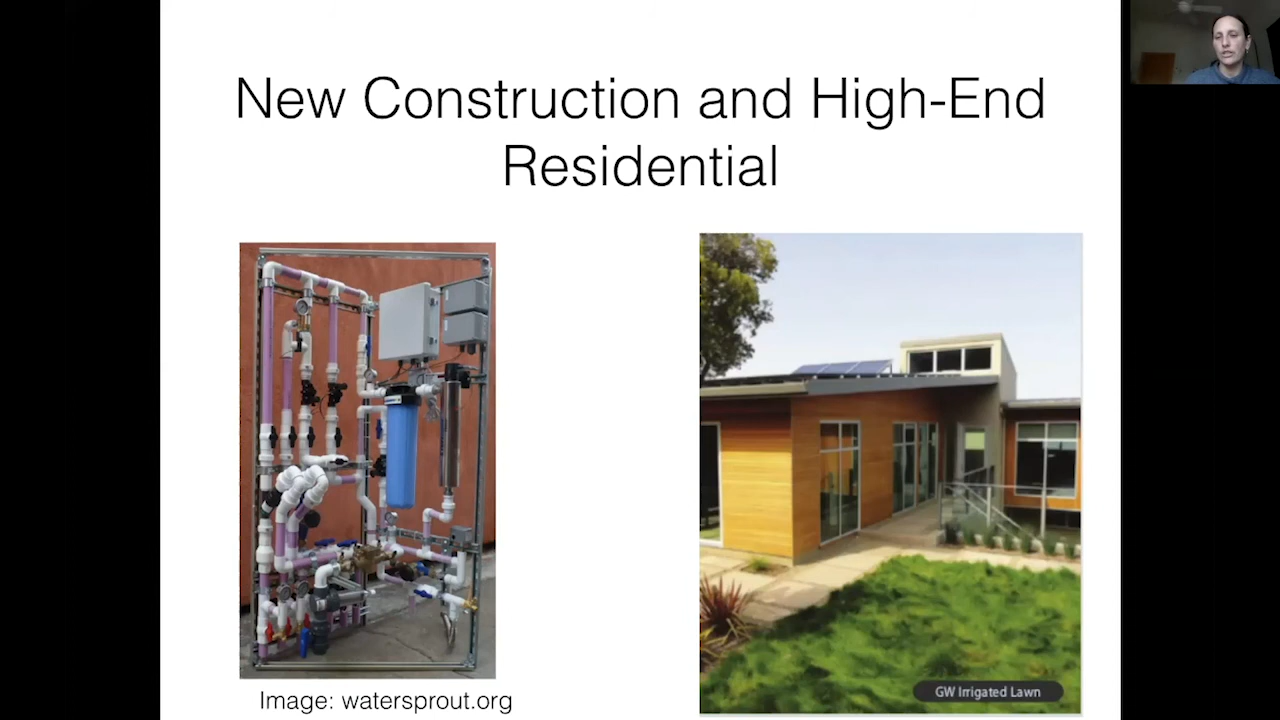 New Construction and High-End
Residential
GW Irrigated Lawn
Image: watersprout.org